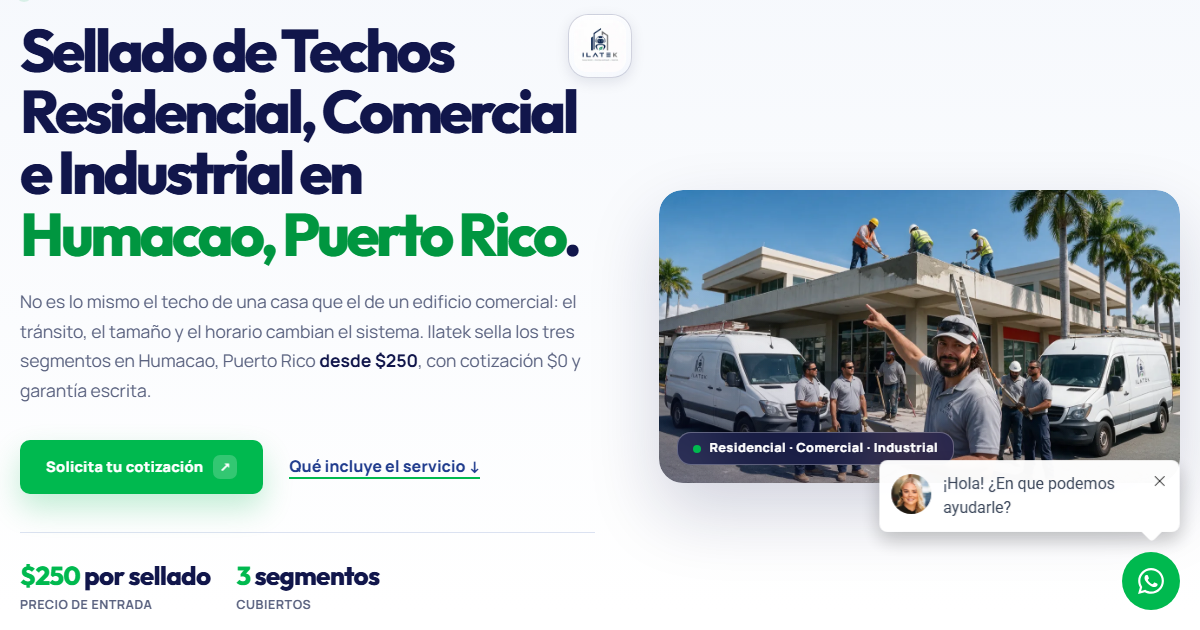 Sellado de Techos
Residencial, Comercial
e Industrial en
Humacao, Puerto Rico.
ILATEK
No es lo mismo el techo de una casa que el de un edificio comercial: el
tránsito, el tamaño y el horario cambian el sistema. Ilatek sella los tres
segmentos en Humacao, Puerto Rico desde $250, con cotización $0 y
garantía escrita.
Solicita tu cotización ↗
Qué incluye el servicio ↓
ILATEK
ILATEK
Residencial · Comercial · Industrial
¡Hola! ¿En que podemos
ayudarle?
$250 por sellado
PRECIO DE ENTRADA
3 segmentos
CUBIERTOS